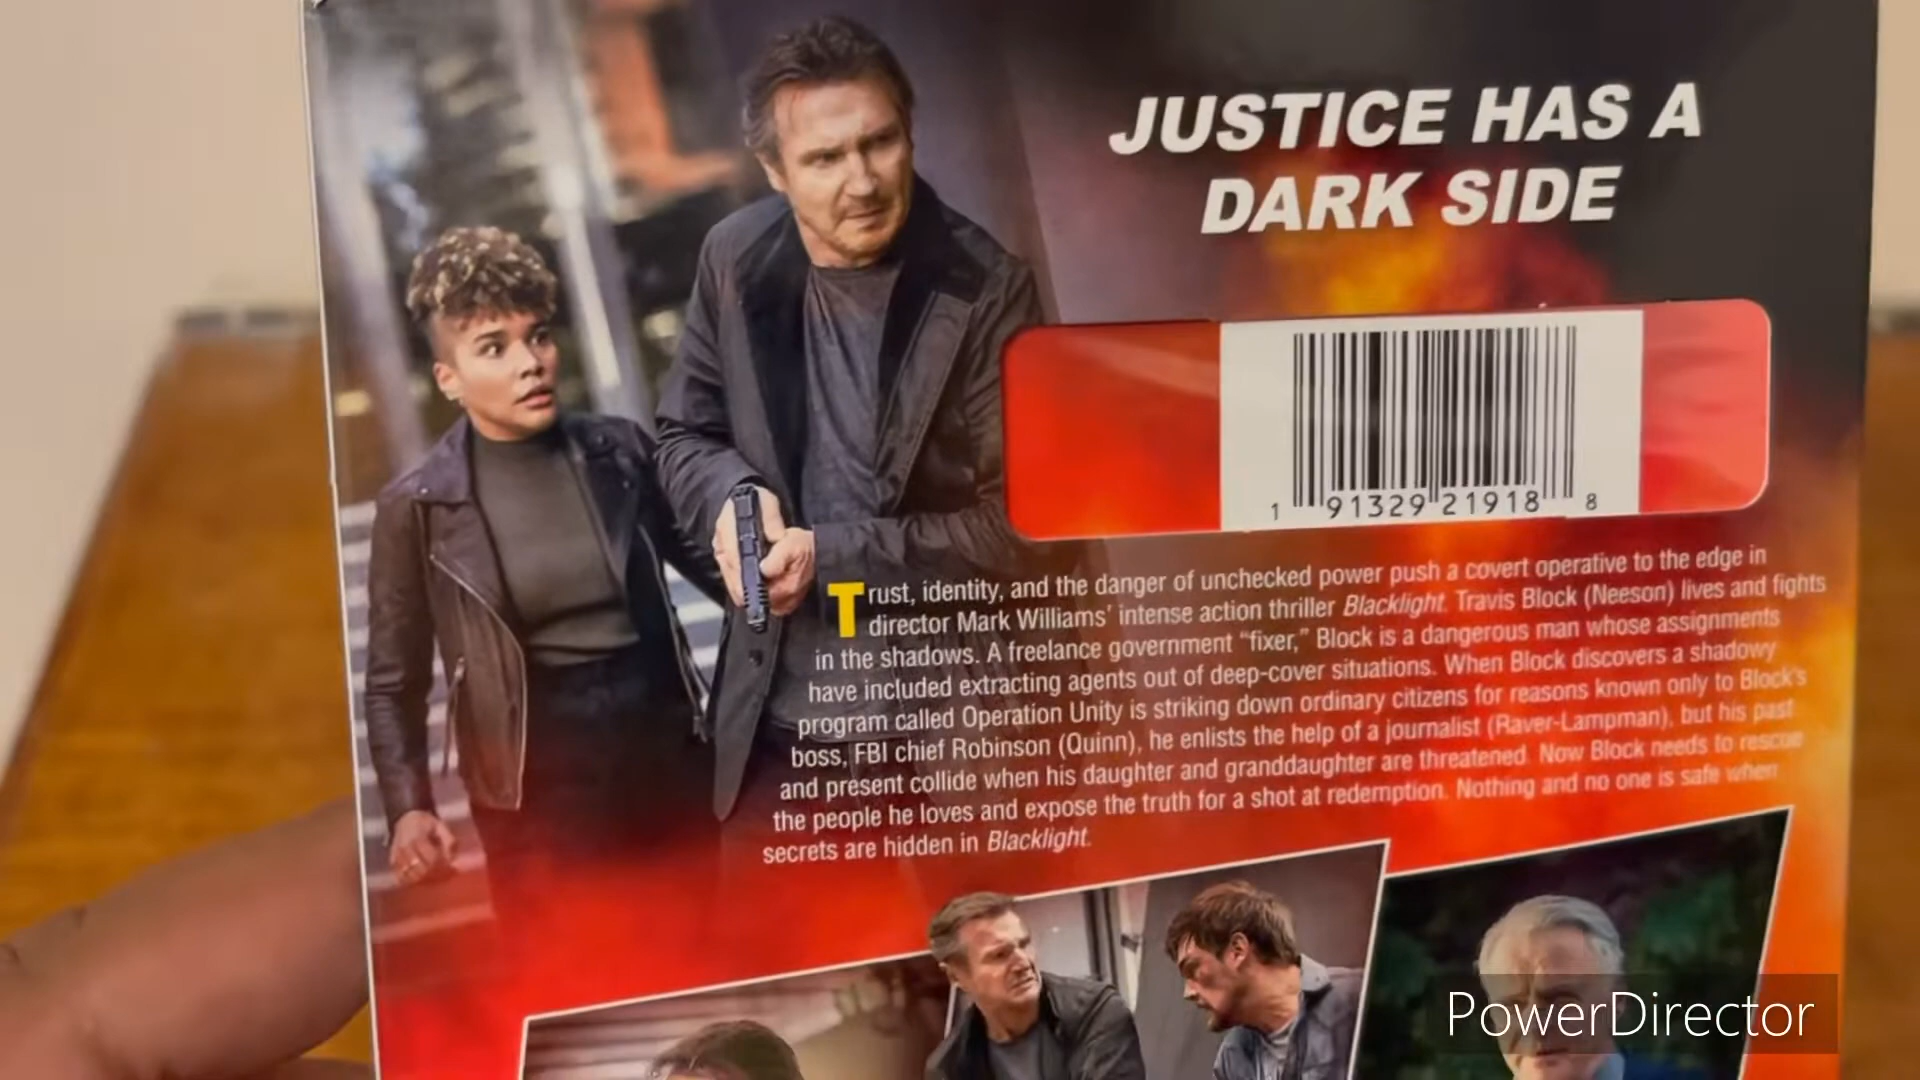 JUSTICE HAS A
DARK SIDE
1 91329 21918 8
Trust, identity, and the danger of unchecked power push a covert operative to the edge in
director Mark Williams' intense action thriller Blacklight. Travis Block (Neeson) lives and fights
in the shadows. A freelance government “fixer,” Block is a dangerous man whose assignments
have included extracting agents out of deep-cover situations. When Block discovers a shadowy
program called Operation Unity is striking down ordinary citizens for reasons known only to Block's
boss, FBI chief Robinson (Quinn), he enlists the help of a journalist (Raver-Lampman), but his past
and present collide when his daughter and granddaughter are threatened. Now Block needs to rescue
the people he loves and expose the truth for a shot at redemption. Nothing and no one is safe when
secrets are hidden in Blacklight.
PowerDirector